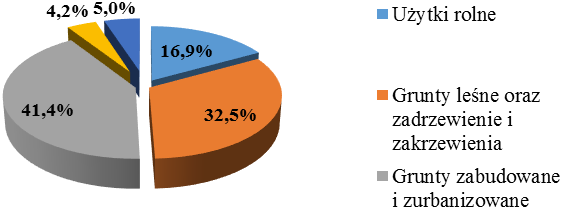 4,2%
5,0%
16,9%
32,5%
41,4%
Użytki rolne
Grunty leśne oraz
zadrzewienie i
zakrzewienia
Grunty zabudowane
i zurbanizowane